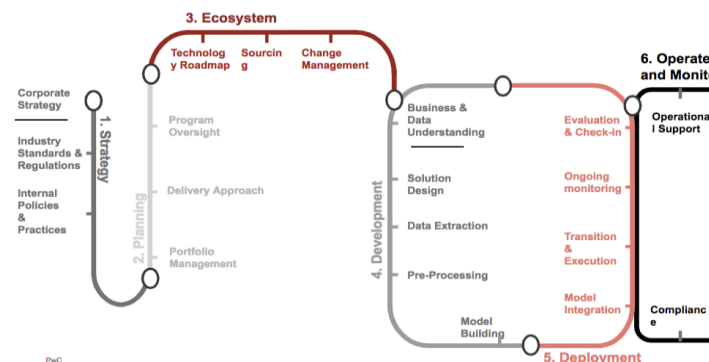 3. Ecosystem
Technolog
y Roadmap
Sourcin
g
Change
Management
6. Operate
and Monito
Corporate
Strategy
Industry
Standards &
Regulations
Internal
Policies
&
Practices
1. Strategy
Program
Oversight
Delivery Approach
Portfolio
Management
2. Planning
Business &
Data
Understanding
Solution
Design
Data Extraction
Pre-Processing
Model
Building
4. Development
Evaluation
& Check-in
Ongoing
monitoring
Transition
&
Execution
Model
Integration
5. Deployment
Operationa
l Support
Complianc
e
PwC